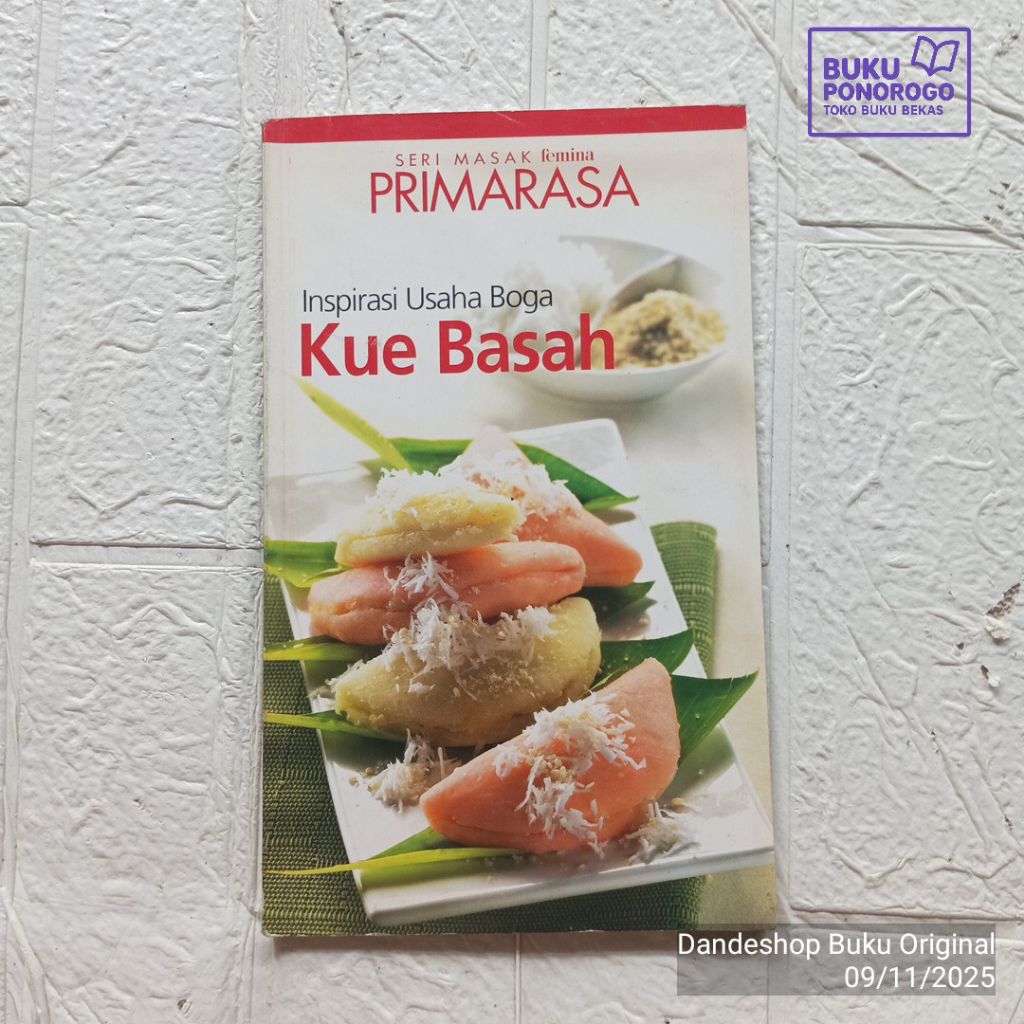 BUKU
PONOROGO
TOKO BUKU BEKAS
SERI MASAK femina
PRIMARASA
Inspirasi Usaha Boga
Kue Basah
Dandeshop Buku Original
09/11/2025